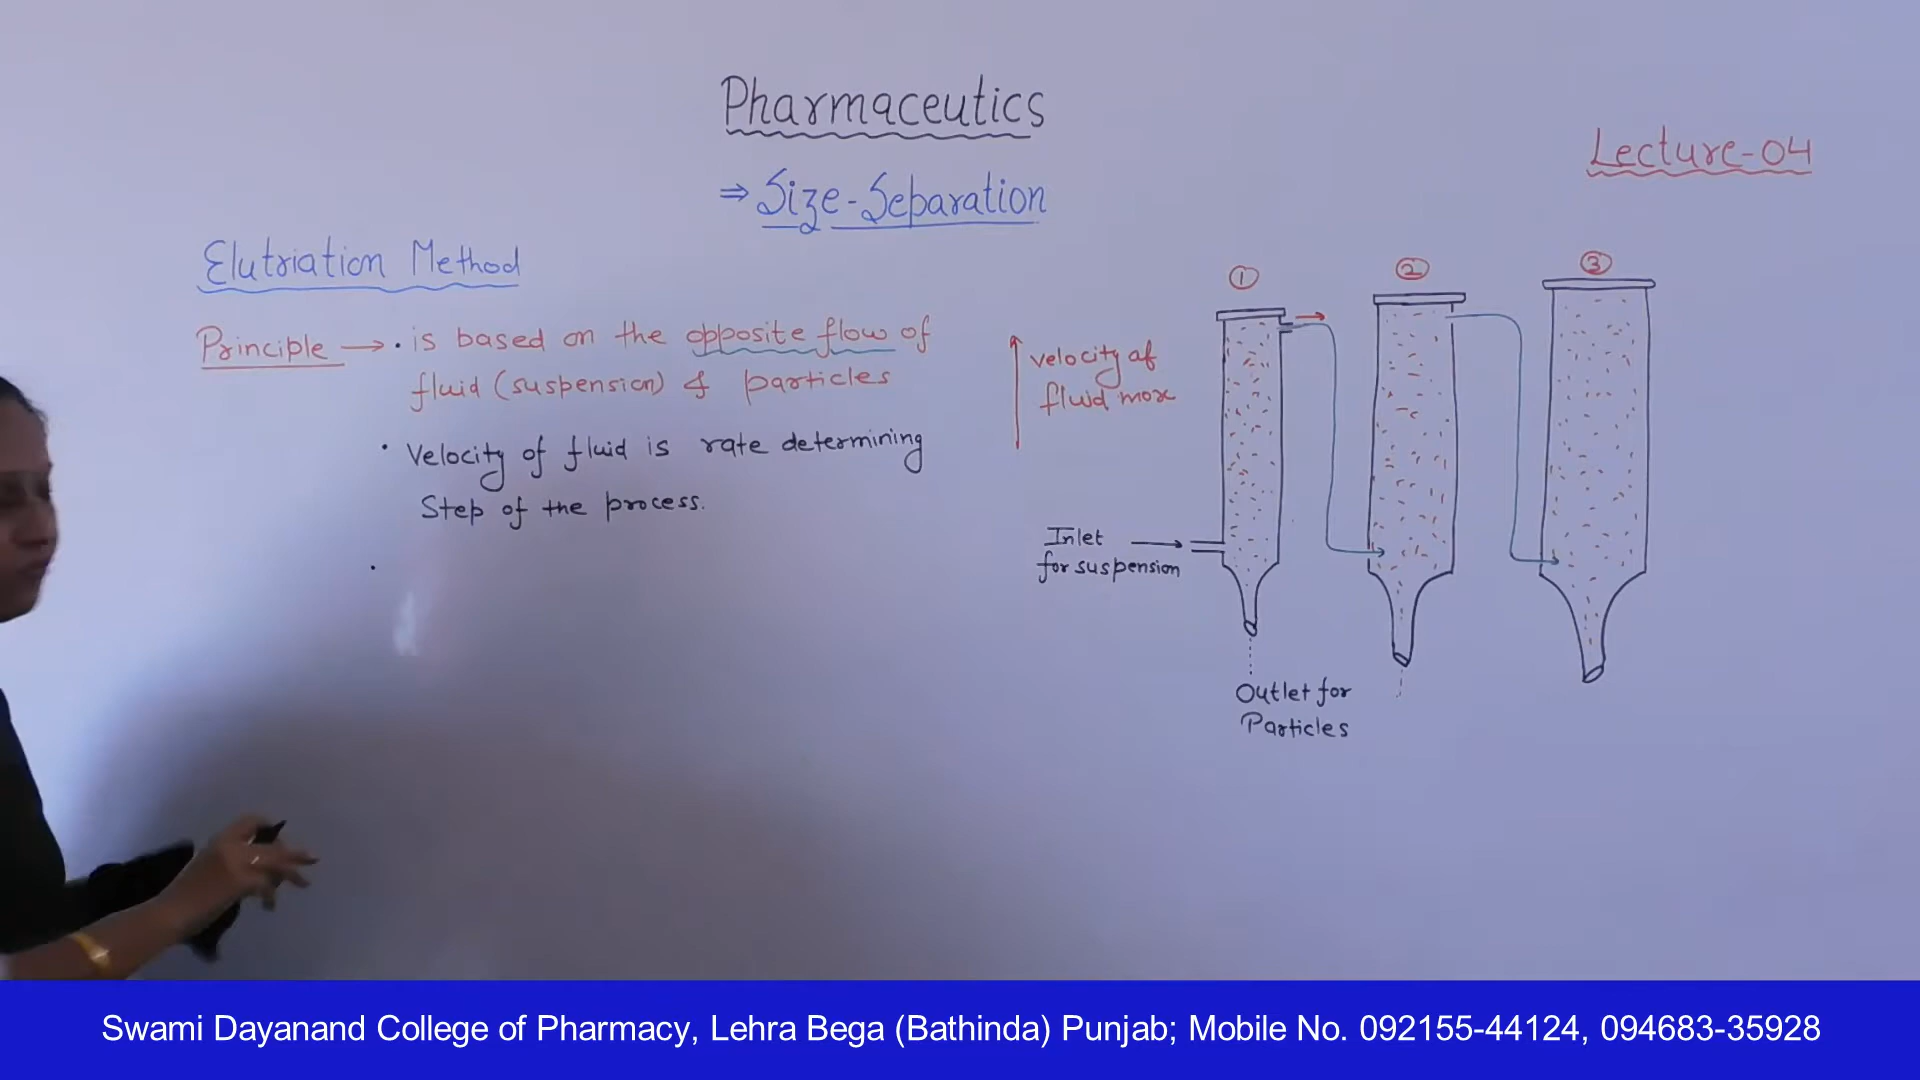 Pharmaceutics
Lecture-04
⇒ Size-Separation
Elutriation Method
Principle → • is based on the opposite flow of
fluid (suspension) & particles
• Velocity of fluid is rate determining
Step of the process.
•
① ② ③
velocity of
fluid more
Inlet
for suspension
Outlet for
Particles
Swami Dayanand College of Pharmacy, Lehra Bega (Bathinda) Punjab; Mobile No. 092155-44124, 094683-35928